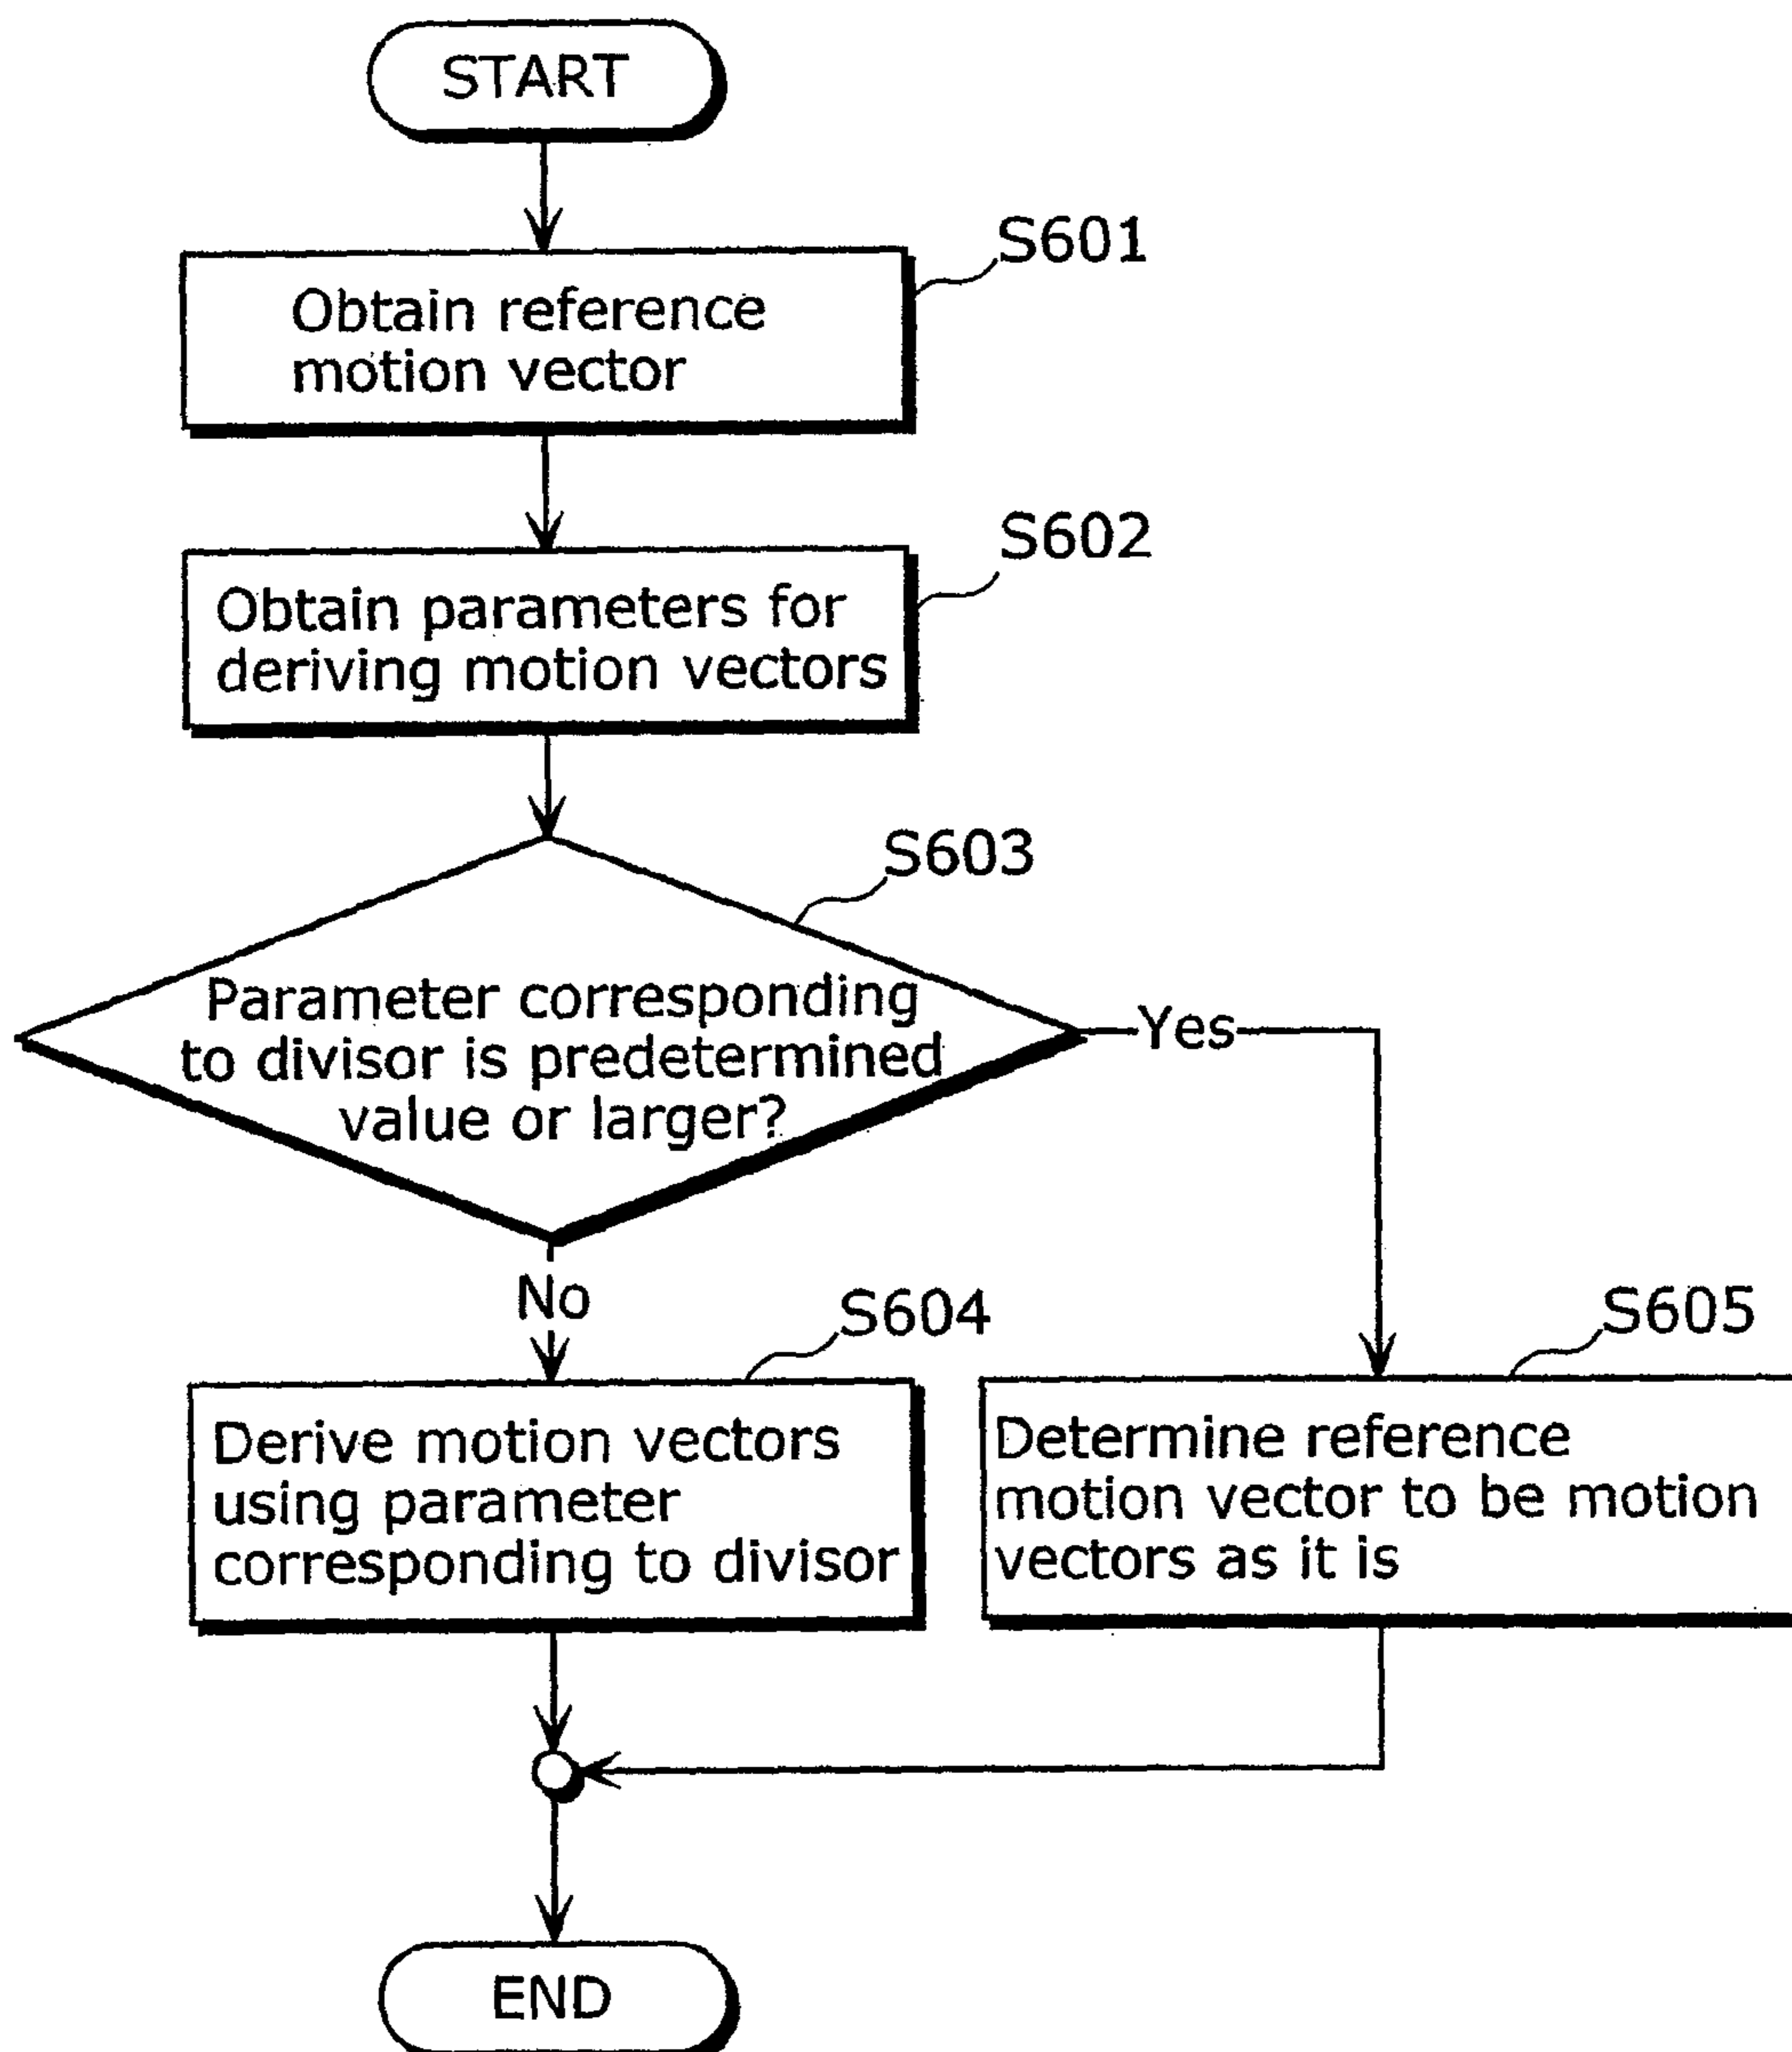 START
S601
Obtain reference
motion vector
S602
Obtain parameters for
deriving motion vectors
S603
Parameter corresponding
to divisor is predetermined
value or larger?
Yes
No
S604
Derive motion vectors
using parameter
corresponding to divisor
S605
Determine reference
motion vector to be motion
vectors as it is
END